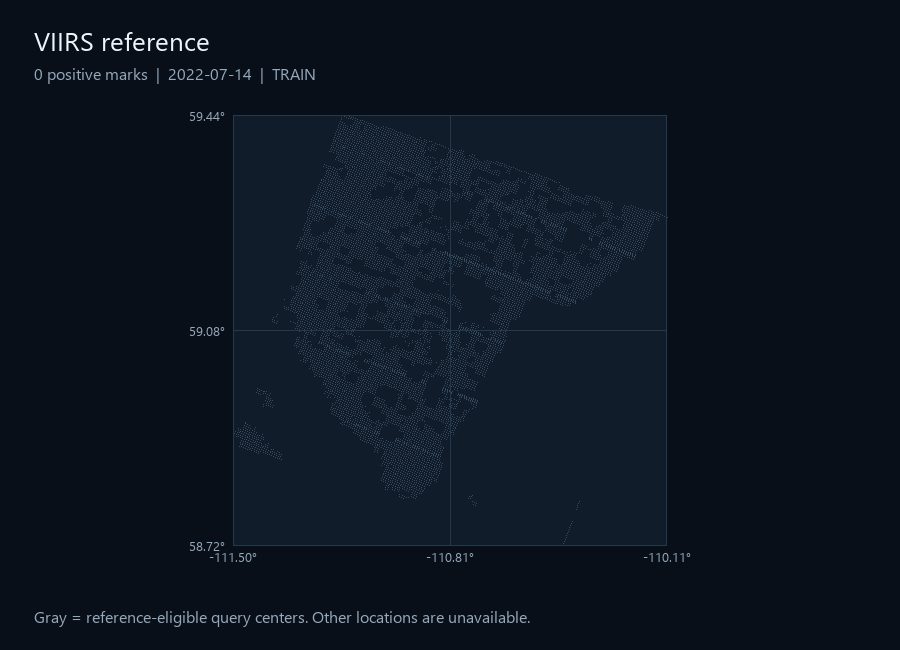 VIIRS reference
0 positive marks | 2022-07-14 | TRAIN
59.44°
59.08°
58.72°
-111.50° -110.81° -110.11°
Gray = reference-eligible query centers. Other locations are unavailable.